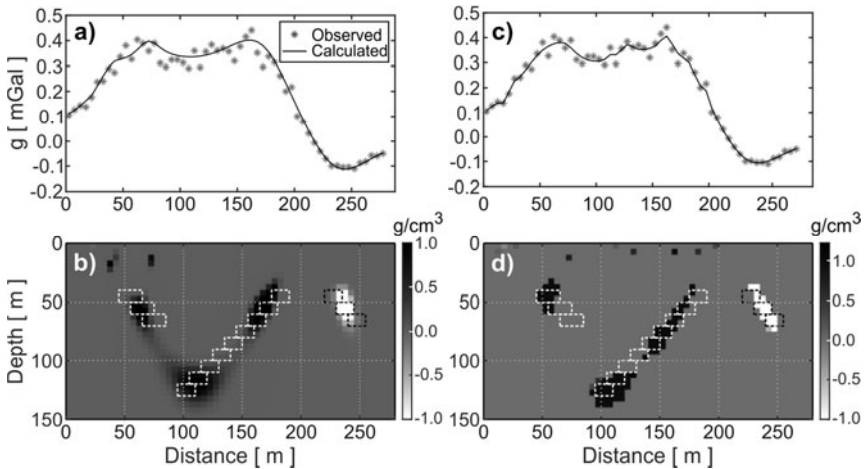 a)
Observed
Calculated
0.5
0.4
0.3
0.2
0.1
0.0
-0.1
-0.2
g [ mGal ]
0 50 100 150 200 250
c)
0.5
0.4
0.3
0.2
0.1
0.0
-0.1
-0.2
0 50 100 150 200 250
b)
g/cm³
1.0
0.5
0.0
-0.5
-1.0
0
50
100
150
Depth [ m ]
0 50 100 150 200 250
Distance [ m ]
d)
g/cm³
1.0
0.5
0.0
-0.5
-1.0
0
50
100
150
0 50 100 150 200 250
Distance [ m ]